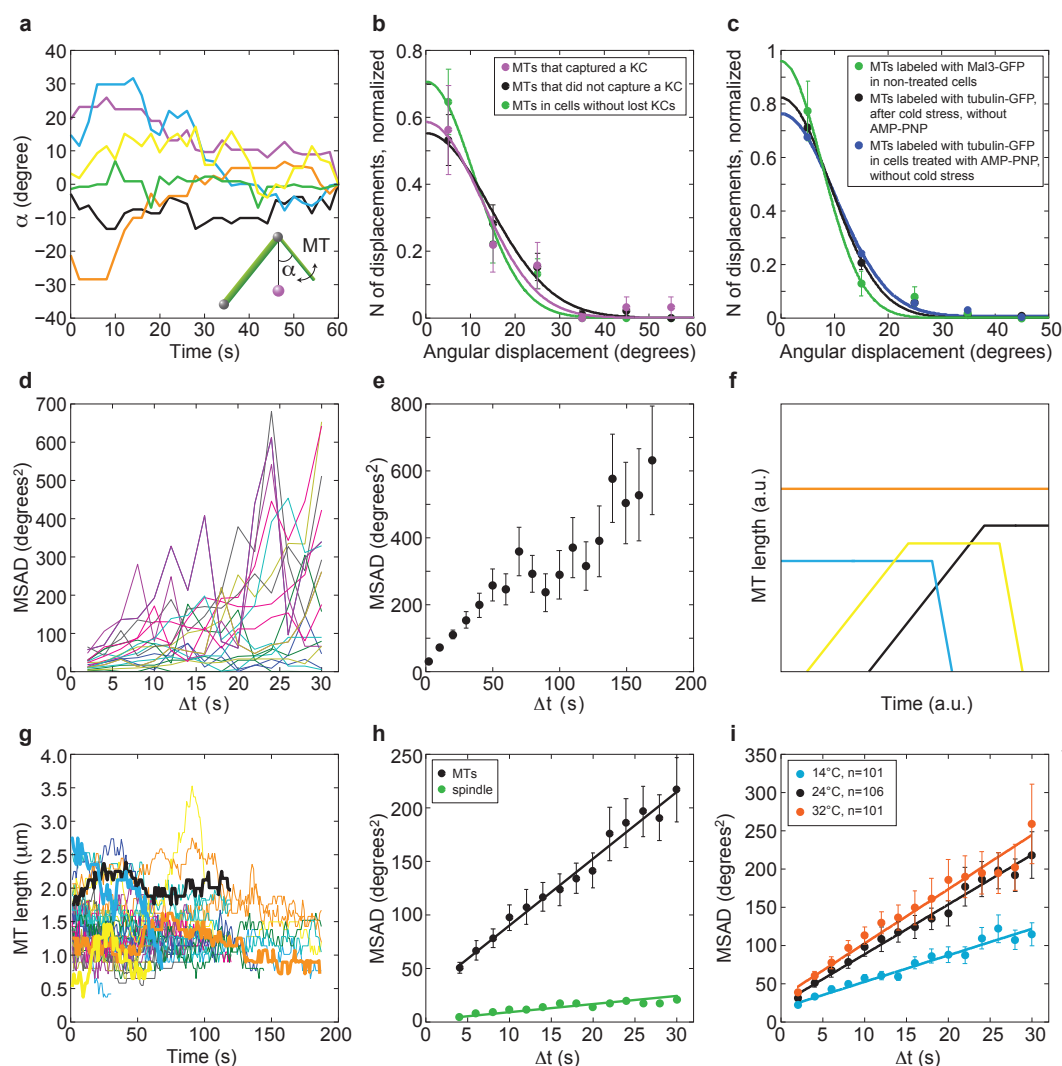 a
α (degree)
40
30
20
10
0
−10
−20
−30
−40
MT
α
0 10 20 30 40 50 60
Time (s)
b
N of displacements, normalized
0.8
0.6
0.4
0.2
0
MTs that captured a KC
MTs that did not capture a KC
MTs in cells without lost KCs
0 10 20 30 40 50 60
Angular displacement (degrees)
c
N of displacements, normalized
1
0.8
0.6
0.4
0.2
0
MTs labeled with Mal3-GFP
in non-treated cells
MTs labeled with tubulin-GFP,
after cold stress, without
AMP-PNP
MTs labeled with tubulin-GFP
in cells treated with AMP-PNP,
without cold stress
0 10 20 30 40 50
Angular displacement (degrees)
d
MSAD (degrees²)
700
600
500
400
300
200
100
0
0 5 10 15 20 25 30
Δt (s)
e
MSAD (degrees²)
800
600
400
200
0
0 50 100 150 200
Δt (s)
f
MT length (a.u.)
Time (a.u.)
g
MT length (μm)
4.0
3.5
3.0
2.5
2.0
1.5
1.0
0.5
0 50 100 150 200
Time (s)
h
MSAD (degrees²)
250
200
150
100
50
0
MTs
spindle
0 5 10 15 20 25 30
Δt (s)
i
MSAD (degrees²)
350
300
250
200
150
100
50
0
14°C, n=101
24°C, n=106
32°C, n=101
0 5 10 15 20 25 30
Δt (s)